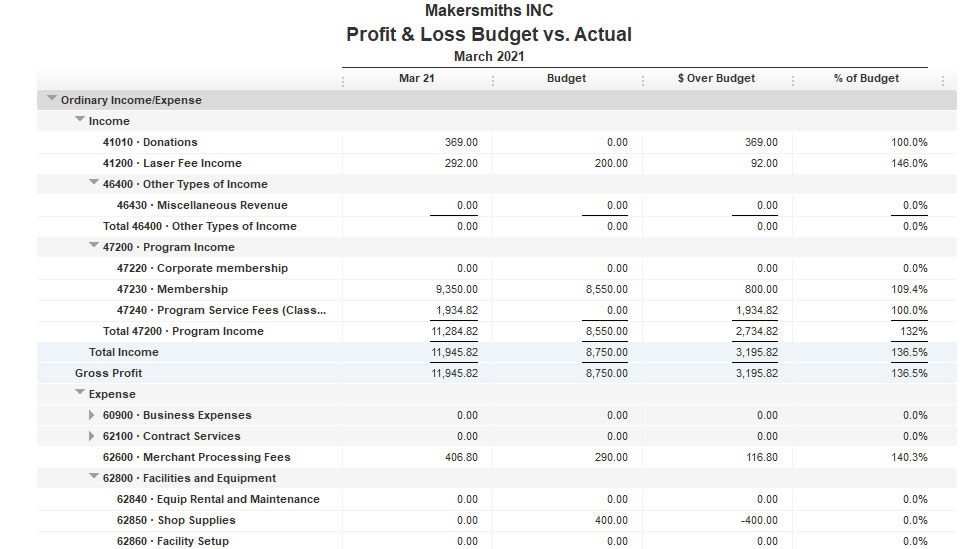 Makersmiths INC
Profit & Loss Budget vs. Actual
March 2021
Mar 21 Budget $ Over Budget % of Budget
Ordinary Income/Expense
Income
41010 · Donations 369.00 0.00 369.00 100.0%
41200 · Laser Fee Income 292.00 200.00 92.00 146.0%
46400 · Other Types of Income
46430 · Miscellaneous Revenue 0.00 0.00 0.00 0.0%
Total 46400 · Other Types of Income 0.00 0.00 0.00 0.0%
47200 · Program Income
47220 · Corporate membership 0.00 0.00 0.00 0.0%
47230 · Membership 9,350.00 8,550.00 800.00 109.4%
47240 · Program Service Fees (Class... 1,934.82 0.00 1,934.82 100.0%
Total 47200 · Program Income 11,284.82 8,550.00 2,734.82 132%
Total Income 11,945.82 8,750.00 3,195.82 136.5%
Gross Profit 11,945.82 8,750.00 3,195.82 136.5%
Expense
60900 · Business Expenses 0.00 0.00 0.00 0.0%
62100 · Contract Services 0.00 0.00 0.00 0.0%
62600 · Merchant Processing Fees 406.80 290.00 116.80 140.3%
62800 · Facilities and Equipment
62840 · Equip Rental and Maintenance 0.00 0.00 0.00 0.0%
62850 · Shop Supplies 0.00 400.00 -400.00 0.0%
62860 · Facility Setup 0.00 0.00 0.00 0.0%